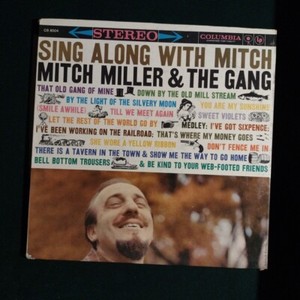 STEREO
COLUMBIA
SING ALONG WITH MITCH
MITCH MILLER & THE GANG
THAT OLD GANG OF MINE DOWN BY THE OLD MILL STREAM
BY THE LIGHT OF THE SILVERY MOON YOU ARE MY SUNSHINE
SMILE AWHILE TILL WE MEET AGAIN SWEET VIOLETS
LET THE REST OF THE WORLD GO BY MEDLEY: I'VE GOT SIXPENCE;
I'VE BEEN WORKING ON THE RAILROAD; THAT'S WHERE MY MONEY GOES
SHE WORE A YELLOW RIBBON DON'T FENCE ME IN
THERE IS A TAVERN IN THE TOWN & SHOW ME THE WAY TO GO HOME
BELL BOTTOM TROUSERS & BE KIND TO YOUR WEB-FOOTED FRIENDS